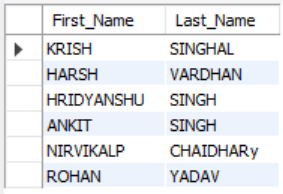 First_Name Last_Name
KRISH SINGHAL
HARSH VARDHAN
HRIDYANSHU SINGH
ANKIT SINGH
NIRVIKALP CHAIDHARy
ROHAN YADAV